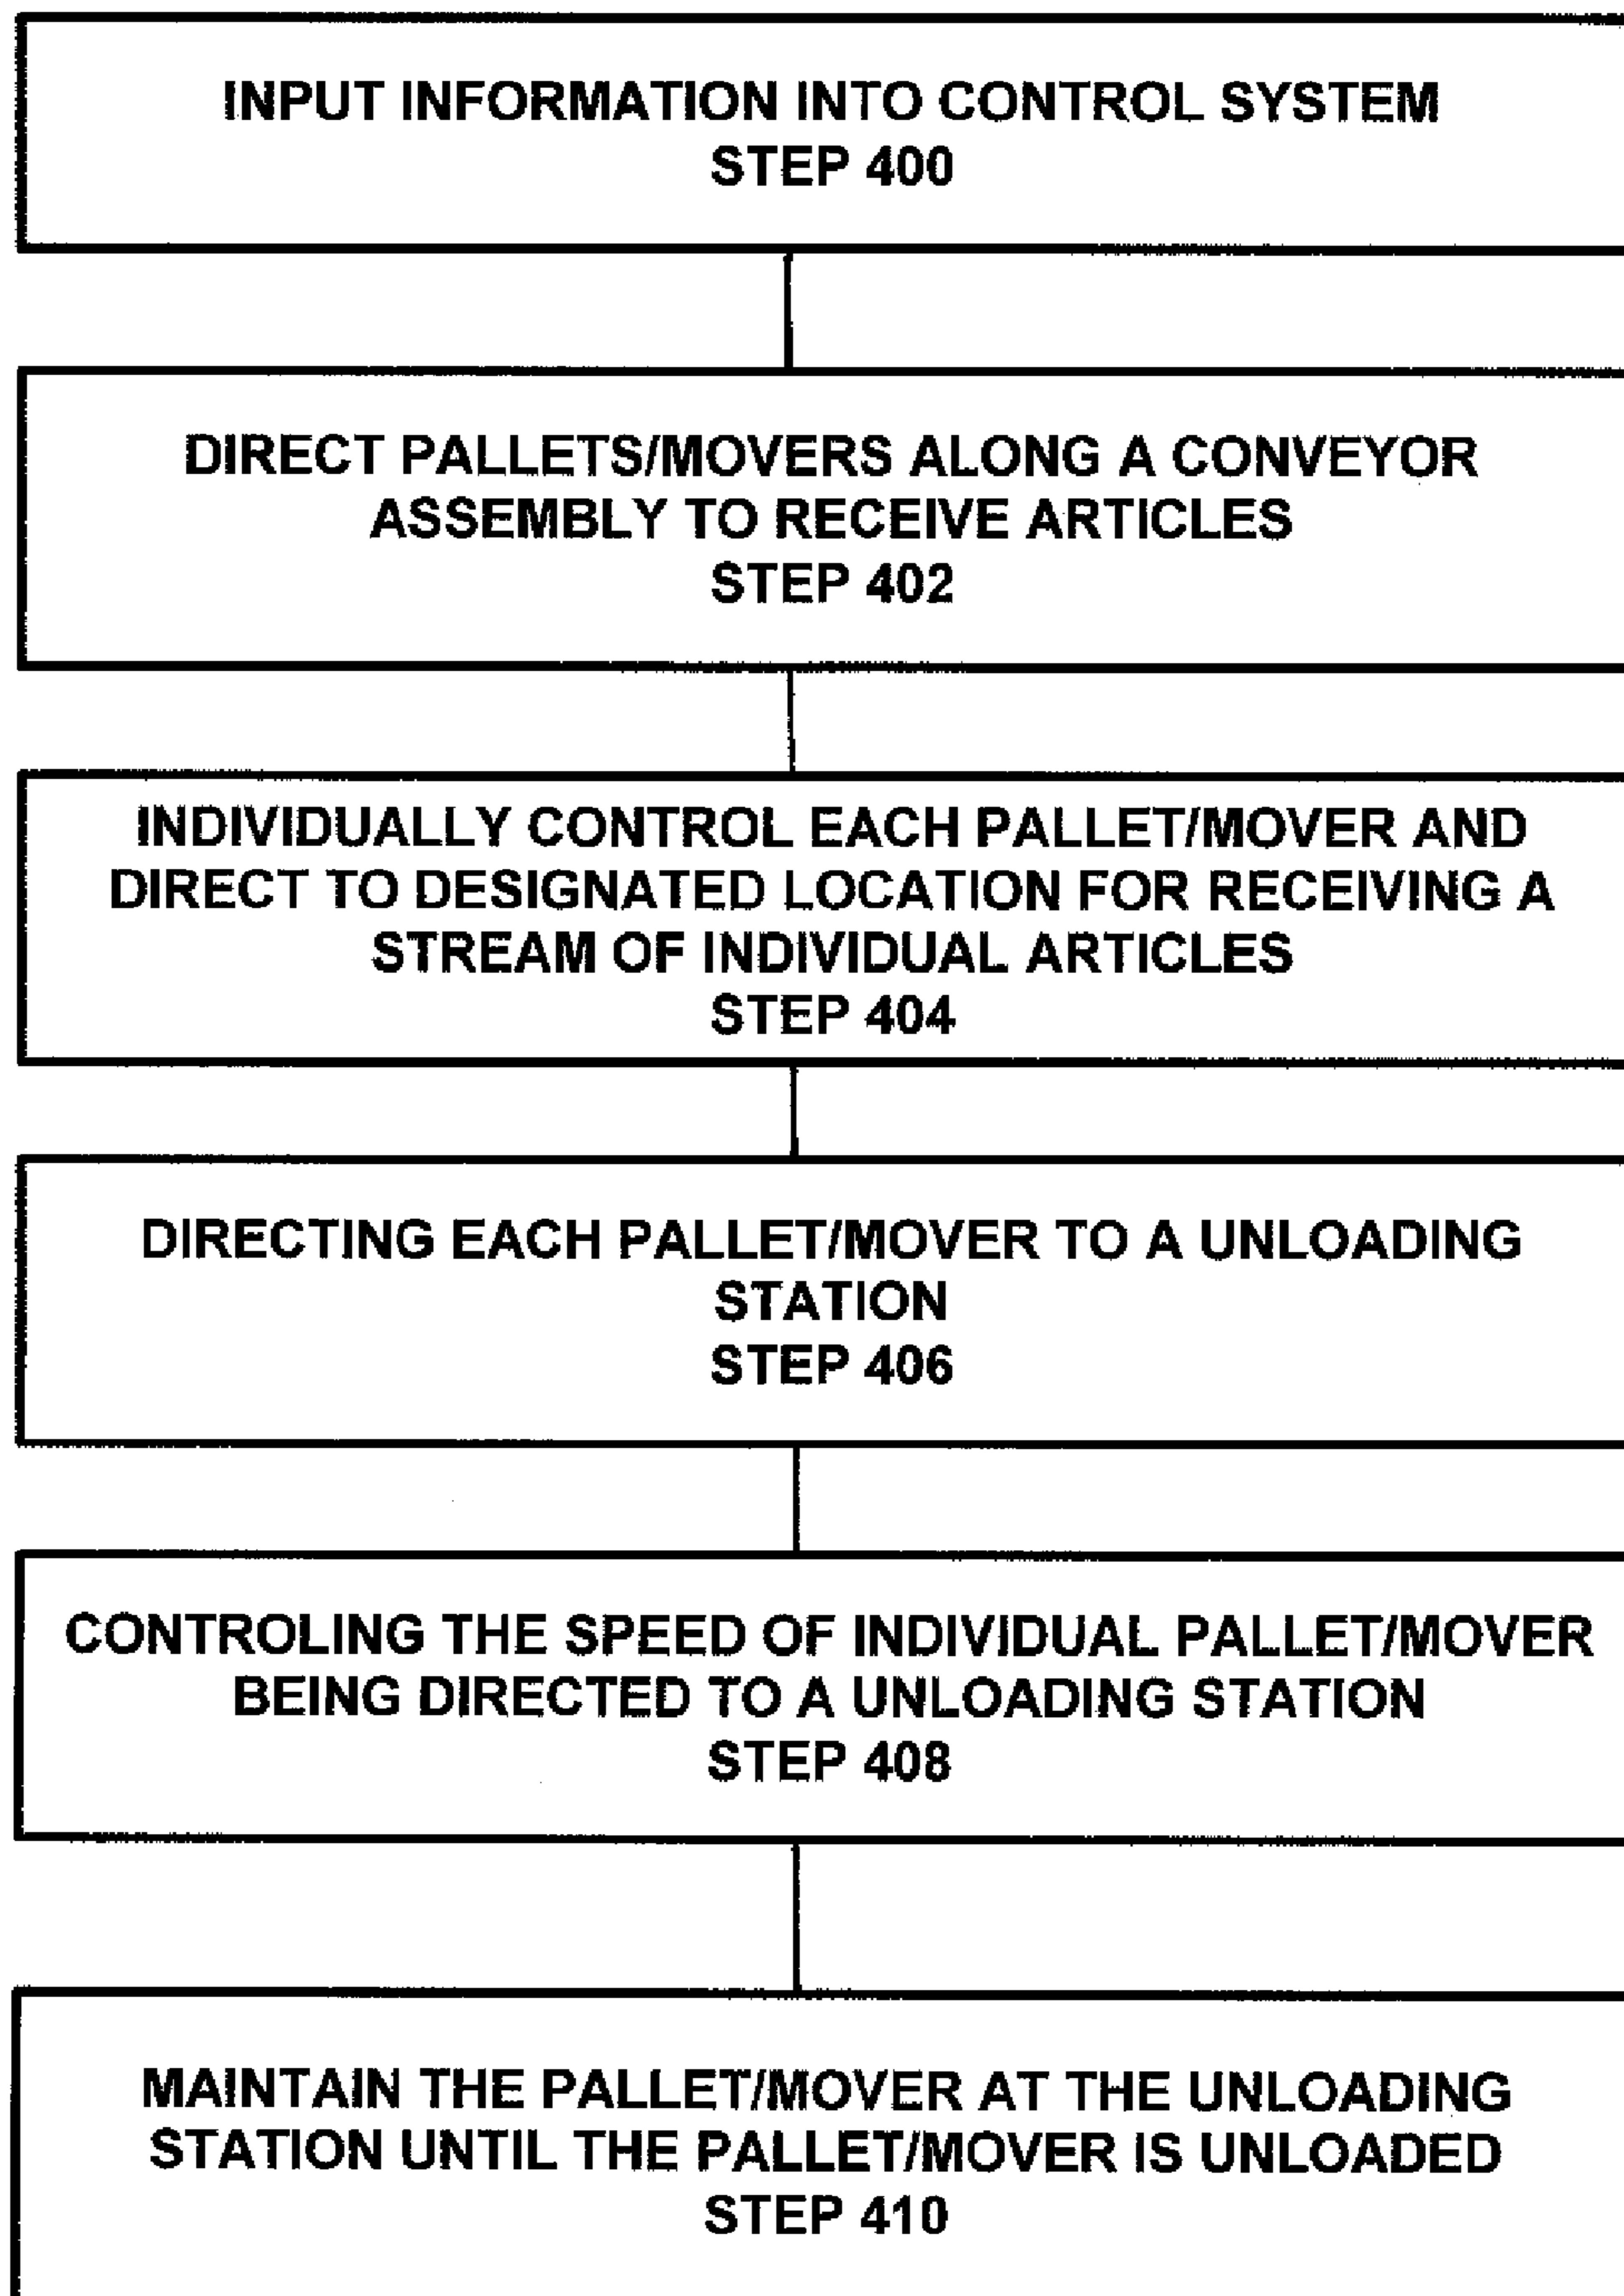 INPUT INFORMATION INTO CONTROL SYSTEM
STEP 400
DIRECT PALLETS/MOVERS ALONG A CONVEYOR
ASSEMBLY TO RECEIVE ARTICLES
STEP 402
INDIVIDUALLY CONTROL EACH PALLET/MOVER AND
DIRECT TO DESIGNATED LOCATION FOR RECEIVING A
STREAM OF INDIVIDUAL ARTICLES
STEP 404
DIRECTING EACH PALLET/MOVER TO A UNLOADING
STATION
STEP 406
CONTROLING THE SPEED OF INDIVIDUAL PALLET/MOVER
BEING DIRECTED TO A UNLOADING STATION
STEP 408
MAINTAIN THE PALLET/MOVER AT THE UNLOADING
STATION UNTIL THE PALLET/MOVER IS UNLOADED
STEP 410